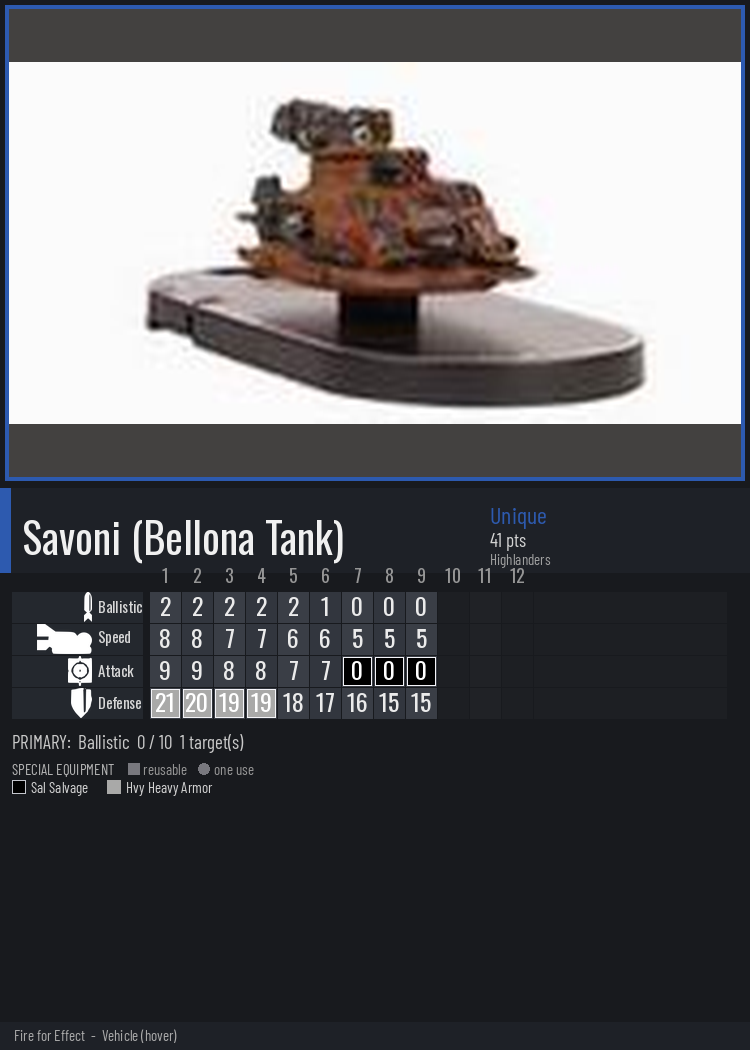 Savoni (Bellona Tank)
Unique
41 pts
Highlanders
1 2 3 4 5 6 7 8 9 10 11 12
Ballistic 2 2 2 2 2 1 0 0 0
Speed 8 8 7 7 6 6 5 5 5
Attack 9 9 8 8 7 7 0 0 0
Defense 21 20 19 19 18 17 16 15 15
PRIMARY: Ballistic 0 / 10 1 target(s)
SPECIAL EQUIPMENT reusable one use
Sal Salvage Hvy Heavy Armor
Fire for Effect - Vehicle (hover)